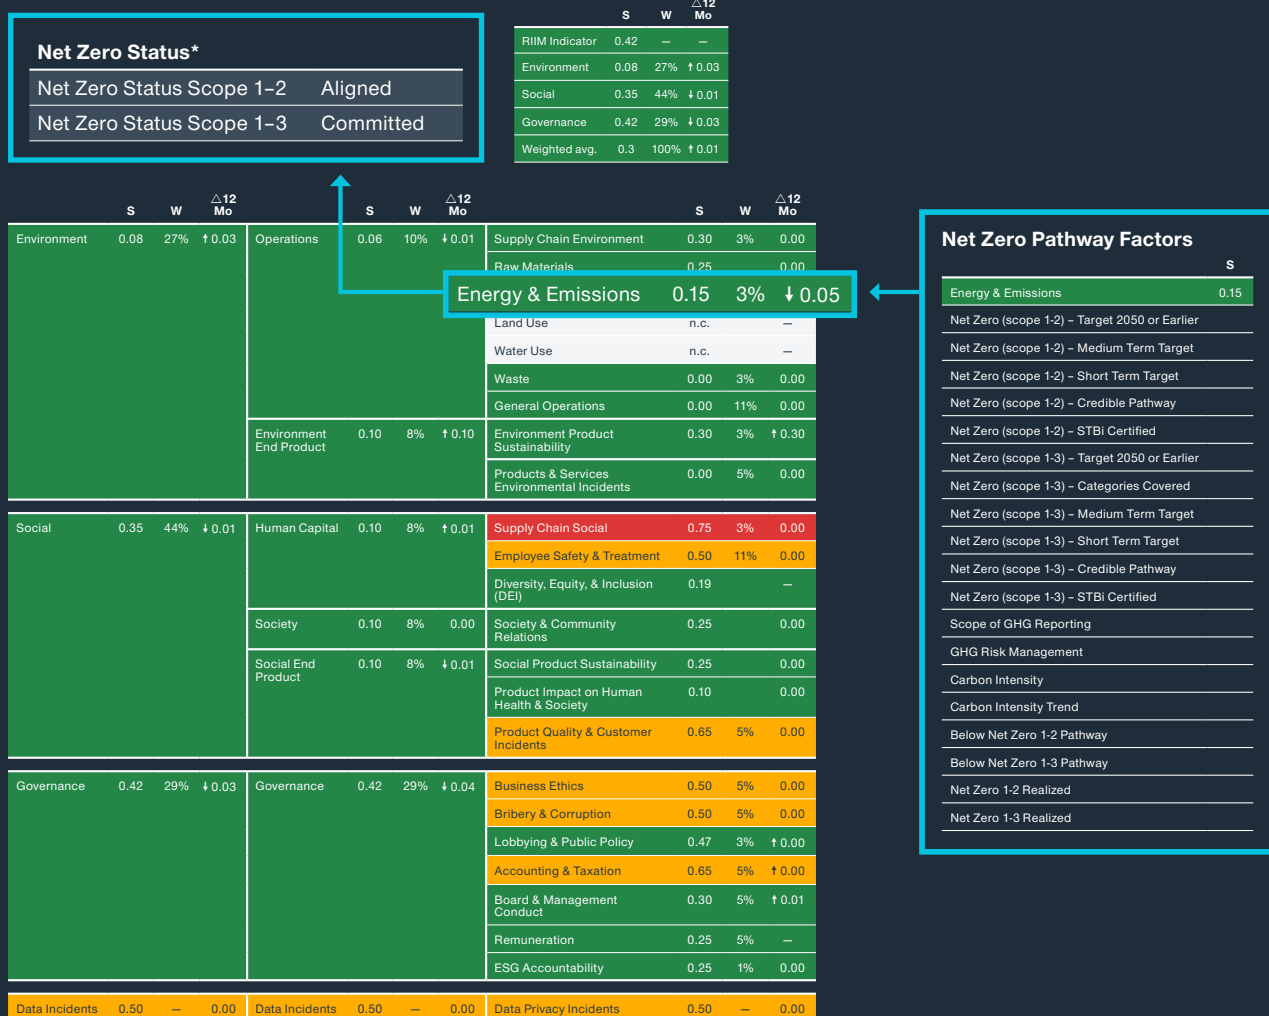 Net Zero Status*
Net Zero Status Scope 1–2 Aligned
Net Zero Status Scope 1–3 Committed
S W △12 Mo
RIIM Indicator 0.42 – –
Environment 0.08 27% ↑ 0.03
Social 0.35 44% ↓ 0.01
Governance 0.42 29% ↓ 0.03
Weighted avg. 0.3 100% ↑ 0.01
S W △12 Mo S W △12 Mo S W △12 Mo
Environment 0.08 27% ↑ 0.03 Operations 0.06 10% ↓ 0.01 Supply Chain Environment 0.30 3% 0.00
Raw Materials 0.25 0.00
Energy & Emissions 0.15 3% ↓ 0.05
Land Use n.c. –
Water Use n.c. –
Waste 0.00 3% 0.00
General Operations 0.00 11% 0.00
Environment End Product 0.10 8% ↑ 0.10 Environment Product Sustainability 0.30 3% ↑ 0.30
Products & Services Environmental Incidents 0.00 5% 0.00
Social 0.35 44% ↓ 0.01 Human Capital 0.10 8% ↑ 0.01 Supply Chain Social 0.75 3% 0.00
Employee Safety & Treatment 0.50 11% 0.00
Diversity, Equity, & Inclusion (DEI) 0.19 –
Society 0.10 8% 0.00 Society & Community Relations 0.25 0.00
Social End Product 0.10 8% ↓ 0.01 Social Product Sustainability 0.25 0.00
Product Impact on Human Health & Society 0.10 0.00
Product Quality & Customer Incidents 0.65 5% 0.00
Governance 0.42 29% ↓ 0.03 Governance 0.42 29% ↓ 0.04 Business Ethics 0.50 5% 0.00
Bribery & Corruption 0.50 5% 0.00
Lobbying & Public Policy 0.47 3% ↑ 0.00
Accounting & Taxation 0.65 5% ↑ 0.00
Board & Management Conduct 0.30 5% ↑ 0.01
Remuneration 0.25 5% –
ESG Accountability 0.25 1% 0.00
Data Incidents 0.50 – 0.00 Data Incidents 0.50 – 0.00 Data Privacy Incidents 0.50 – 0.00
Net Zero Pathway Factors
S
Energy & Emissions 0.15
Net Zero (scope 1-2) – Target 2050 or Earlier
Net Zero (scope 1-2) – Medium Term Target
Net Zero (scope 1-2) – Short Term Target
Net Zero (scope 1-2) – Credible Pathway
Net Zero (scope 1-2) – STBi Certified
Net Zero (scope 1-3) – Target 2050 or Earlier
Net Zero (scope 1-3) – Categories Covered
Net Zero (scope 1-3) – Medium Term Target
Net Zero (scope 1-3) – Short Term Target
Net Zero (scope 1-3) – Credible Pathway
Net Zero (scope 1-3) – STBi Certified
Scope of GHG Reporting
GHG Risk Management
Carbon Intensity
Carbon Intensity Trend
Below Net Zero 1-2 Pathway
Below Net Zero 1-3 Pathway
Net Zero 1-2 Realized
Net Zero 1-3 Realized